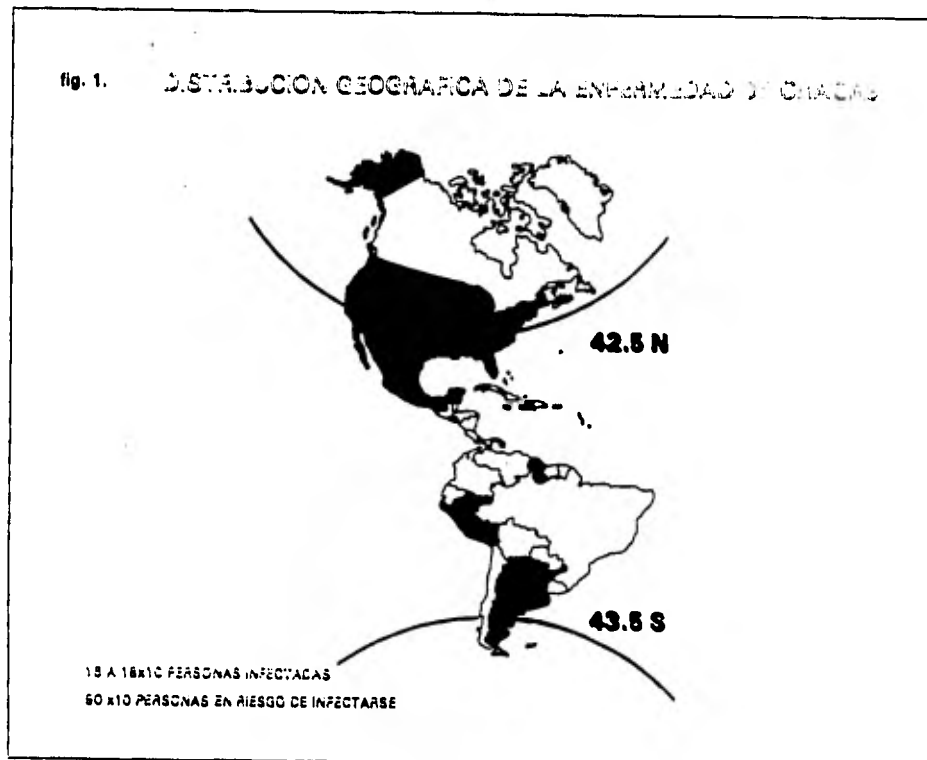 fig. 1. DISTRIBUCION GEOGRAFICA DE LA ENFERMEDAD DE CHAGAS
42.5 N
43.5 S
15 A 18x10 PERSONAS INFECTADAS
90 x10 PERSONAS EN RIESGO DE INFECTARSE